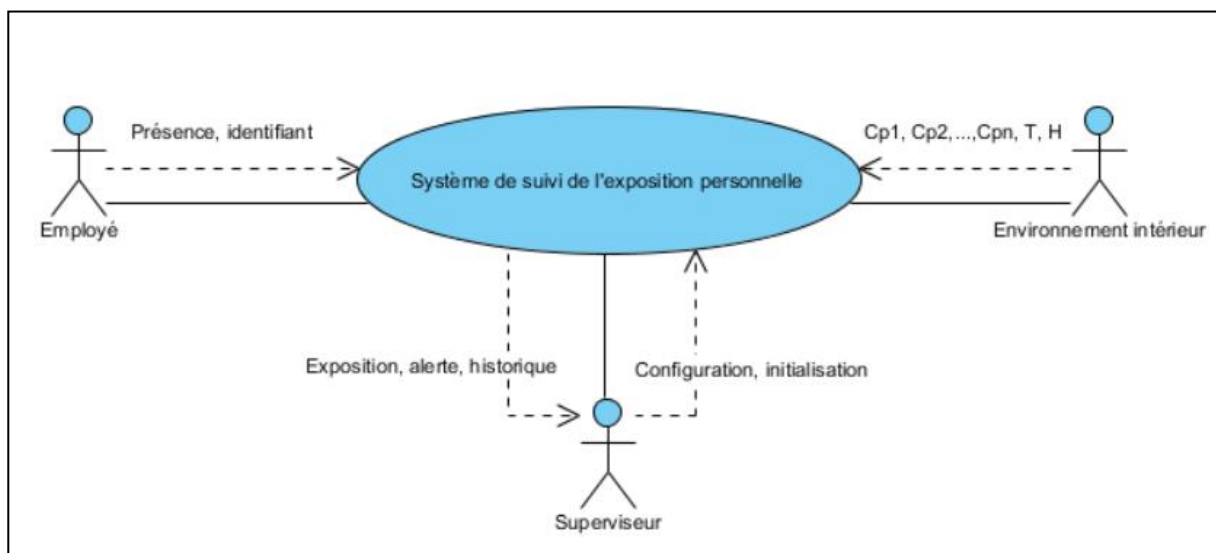 Présence, identifiant
Cp1, Cp2,...,Cpn, T, H
Système de suivi de l'exposition personnelle
Employé
Environnement intérieur
Exposition, alerte, historique
Configuration, initialisation
Superviseur